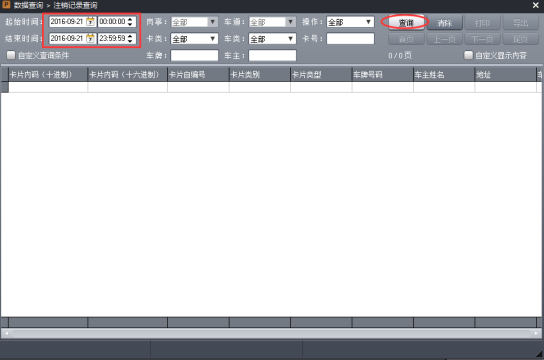 数据查询 > 注销记录查询
起始时间: 2016-09-21 00:00:00 岗亭: 全部 车道: 全部 操作: 全部 查询 清除 打印 导出
结束时间: 2016-09-21 23:59:59 卡类: 全部 车类: 全部 卡号: 首页 上一页 下一页 尾页
自定义查询条件 车牌: 车主: 0 / 0 页 自定义显示内容
卡片内码（十进制） 卡片内码（十六进制） 卡片自编号 卡片类别 卡片类型 车牌号码 车主姓名 地址